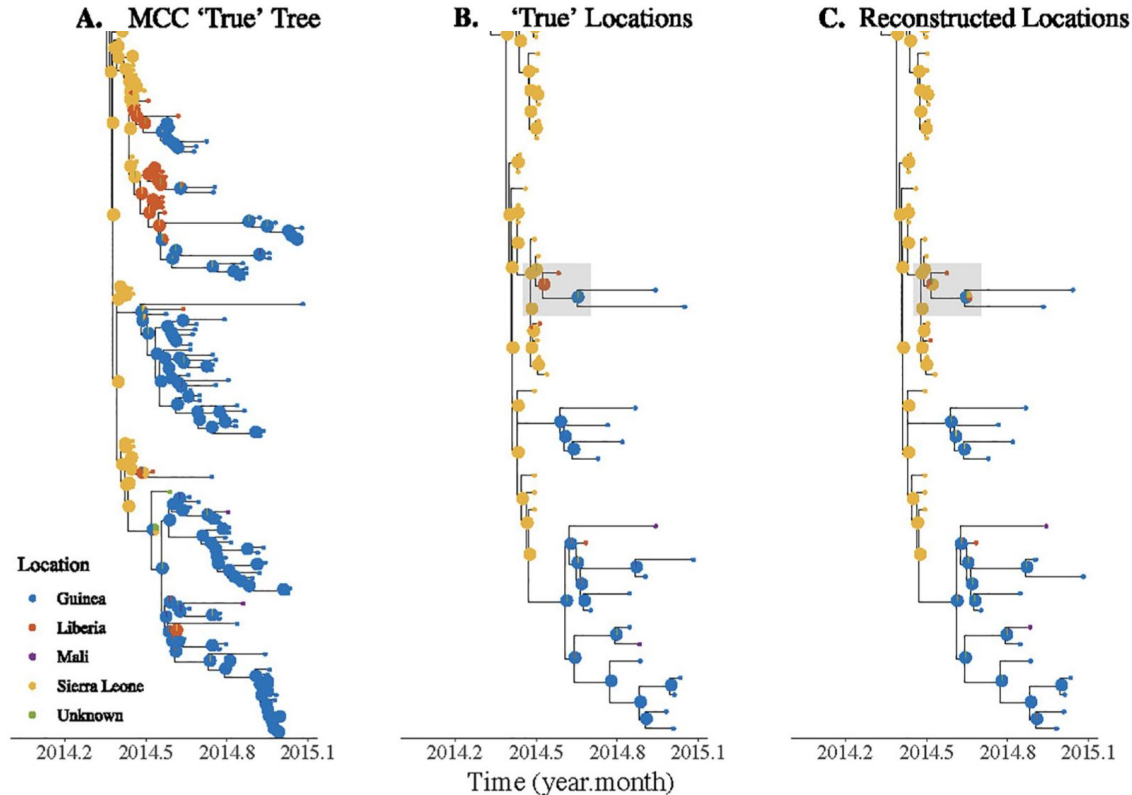 A. MCC ‘True’ Tree
B. ‘True’ Locations
C. Reconstructed Locations
Location
Guinea
Liberia
Mali
Sierra Leone
Unknown
2014.2 2014.5 2014.8 2015.1
2014.2 2014.5 2014.8 2015.1
2014.2 2014.5 2014.8 2015.1
Time (year.month)